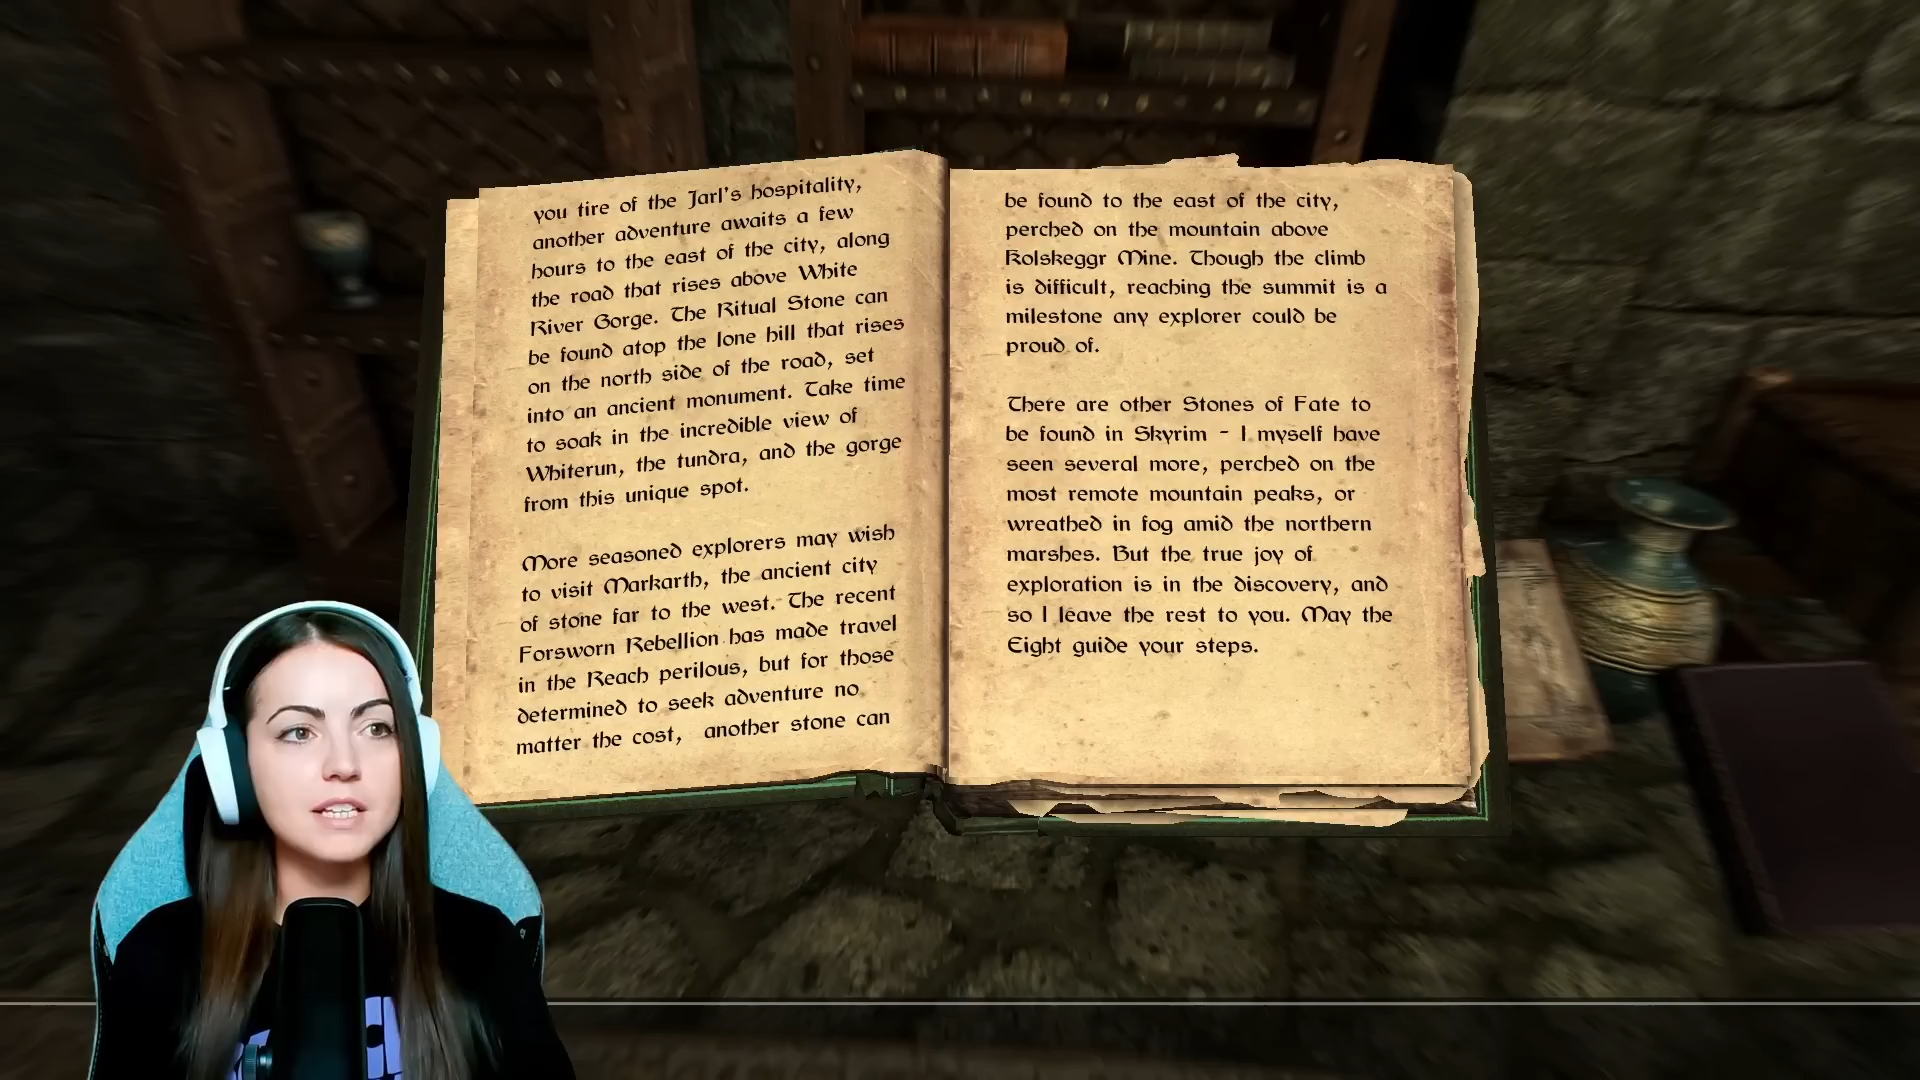 you tire of the Jarl's hospitality,
another adventure awaits a few
hours to the east of the city, along
the road that rises above White
River Gorge. The Ritual Stone can
be found atop the lone hill that rises
on the north side of the road, set
into an ancient monument. Take time
to soak in the incredible view of
Whiterun, the tundra, and the gorge
from this unique spot.
More seasoned explorers may wish
to visit Markarth, the ancient city
of stone far to the west. The recent
Forsworn Rebellion has made travel
in the Reach perilous, but for those
determined to seek adventure no
matter the cost, another stone can
be found to the east of the city,
perched on the mountain above
Kolskeggr Mine. Though the climb
is difficult, reaching the summit is a
milestone any explorer could be
proud of.
There are other Stones of Fate to
be found in Skyrim - I myself have
seen several more, perched on the
most remote mountain peaks, or
wreathed in fog amid the northern
marshes. But the true joy of
exploration is in the discovery, and
so I leave the rest to you. May the
Eight guide your steps.